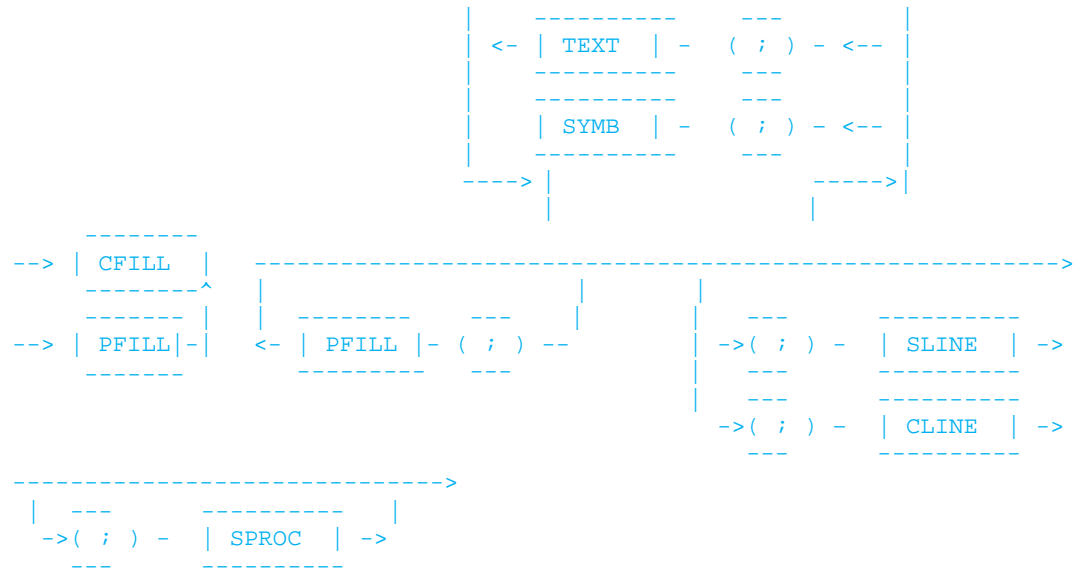 |     ----------     ---       |
| <- | TEXT  | -  ( ; ) - <-- |
|     ----------     ---       |
|     ----------     ---       |
|    | SYMB  | -  ( ; ) - <-- |
|     ----------     ---       |
----> |                  ----->|
|                  |
--------
--> | CFILL  |   -------------------------------------------------------->
--------^   |                      |       |
------- |   |  --------    ---    |        |   ---      ----------
--> | PFILL|-|   <- | PFILL |- ( ; ) --         | ->( ; ) -  | SLINE  | ->
-------            ---------   ---             |   ---      ----------
|   ---      ----------
->( ; ) -  | CLINE  | ->
---      ----------
------------------------------>
|  ---      ----------   |
->( ; ) -  | SPROC  | ->
---      ----------